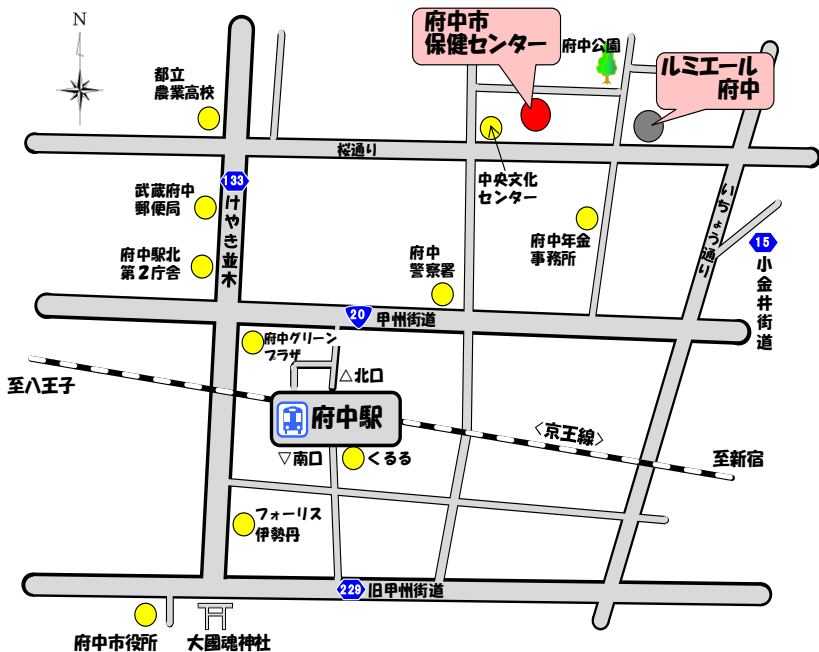 N
府中市
保健センター
府中公園
ルミエール
府中
都立
農業高校
桜通り
中央文化
センター
133
けやき並木
武蔵府中
郵便局
いちょう通り
府中年金
事務所
15
小金井街道
府中駅北
第2庁舎
府中
警察署
20
甲州街道
府中グリーン
プラザ
△北口
至八王子
府中駅
〈京王線〉
至新宿
▽南口
くるる
フォーリス
伊勢丹
229
旧甲州街道
府中市役所
大國魂神社